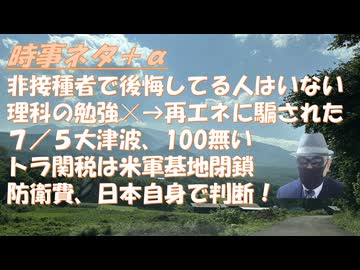 時事ネタ+α
非接種者で後悔してる人はいない
理科の勉強×→再エネに騙された
7/5大津波、100無い
トラ関税は米軍基地閉鎖
防衛費、日本自身で判断!